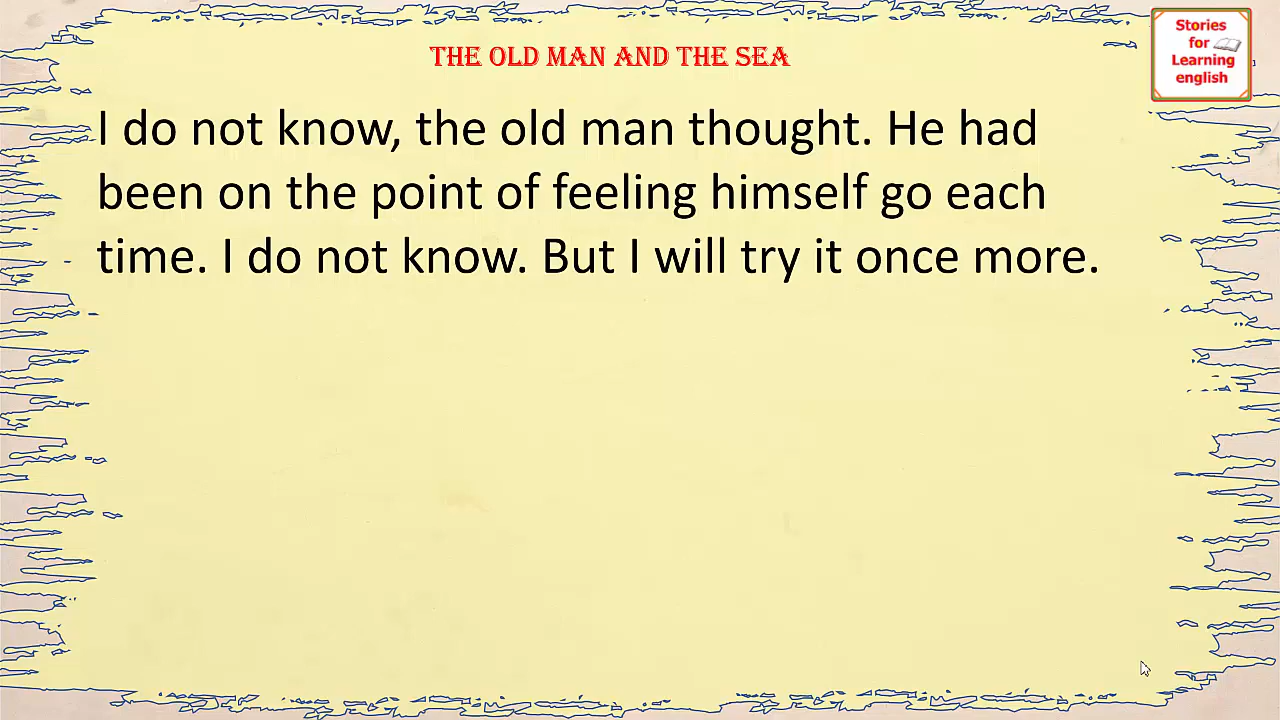 THE OLD MAN AND THE SEA
Stories
for
Learning
english
I do not know, the old man thought. He had
been on the point of feeling himself go each
time. I do not know. But I will try it once more.